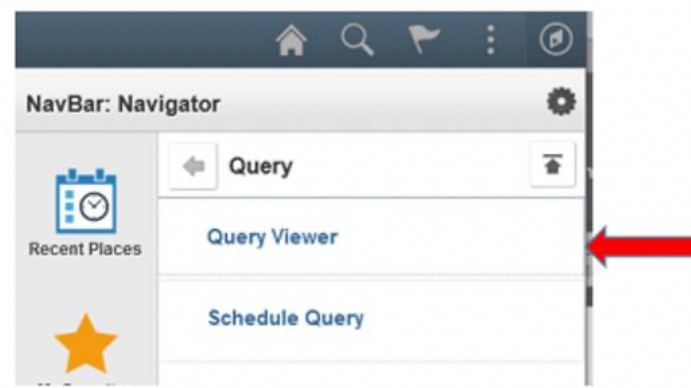 NavBar: Navigator
Query
Recent Places
Query Viewer
Schedule Query